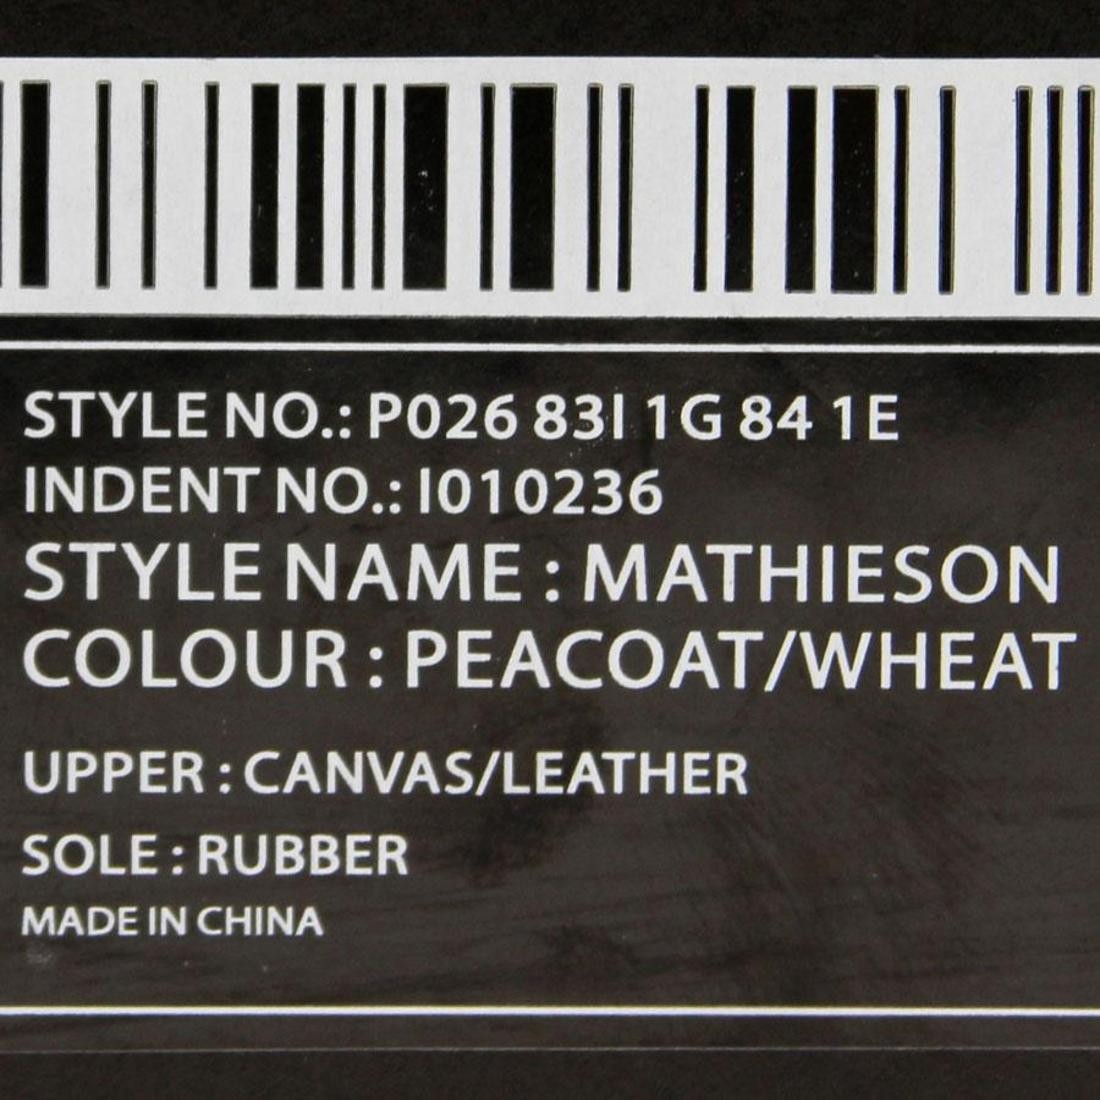 STYLE NO.: P026 83I 1G 84 1E
INDENT NO.: I010236
STYLE NAME : MATHIESON
COLOUR : PEACOAT/WHEAT
UPPER : CANVAS/LEATHER
SOLE : RUBBER
MADE IN CHINA